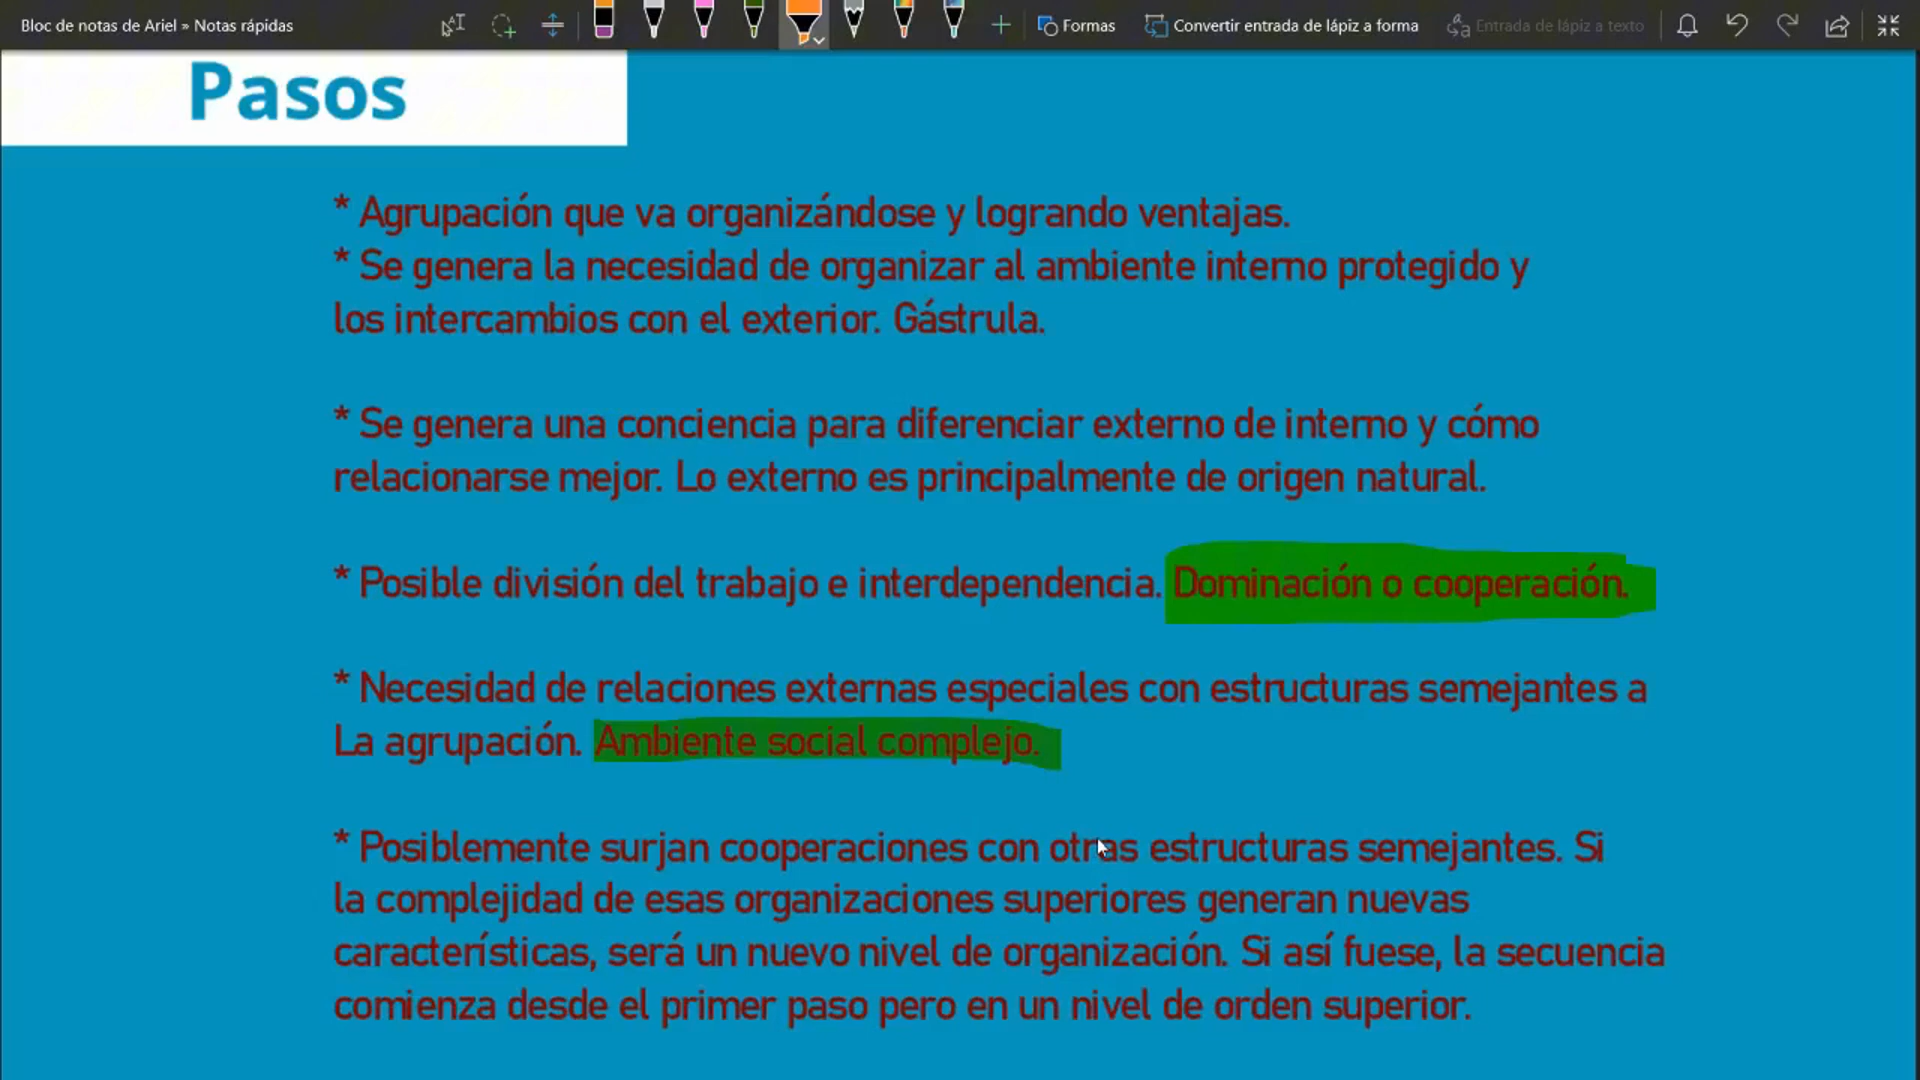 Bloc de notas de Ariel » Notas rápidas
Formas
Convertir entrada de lápiz a forma
Entrada de lápiz a texto
Pasos
* Agrupación que va organizándose y logrando ventajas.
* Se genera la necesidad de organizar al ambiente interno protegido y
los intercambios con el exterior. Gástrula.
* Se genera una conciencia para diferenciar externo de interno y cómo
relacionarse mejor. Lo externo es principalmente de origen natural.
* Posible división del trabajo e interdependencia. Dominación o cooperación.
* Necesidad de relaciones externas especiales con estructuras semejantes a
La agrupación. Ambiente social complejo.
* Posiblemente surjan cooperaciones con otras estructuras semejantes. Si
la complejidad de esas organizaciones superiores generan nuevas
características, será un nuevo nivel de organización. Si así fuese, la secuencia
comienza desde el primer paso pero en un nivel de orden superior.